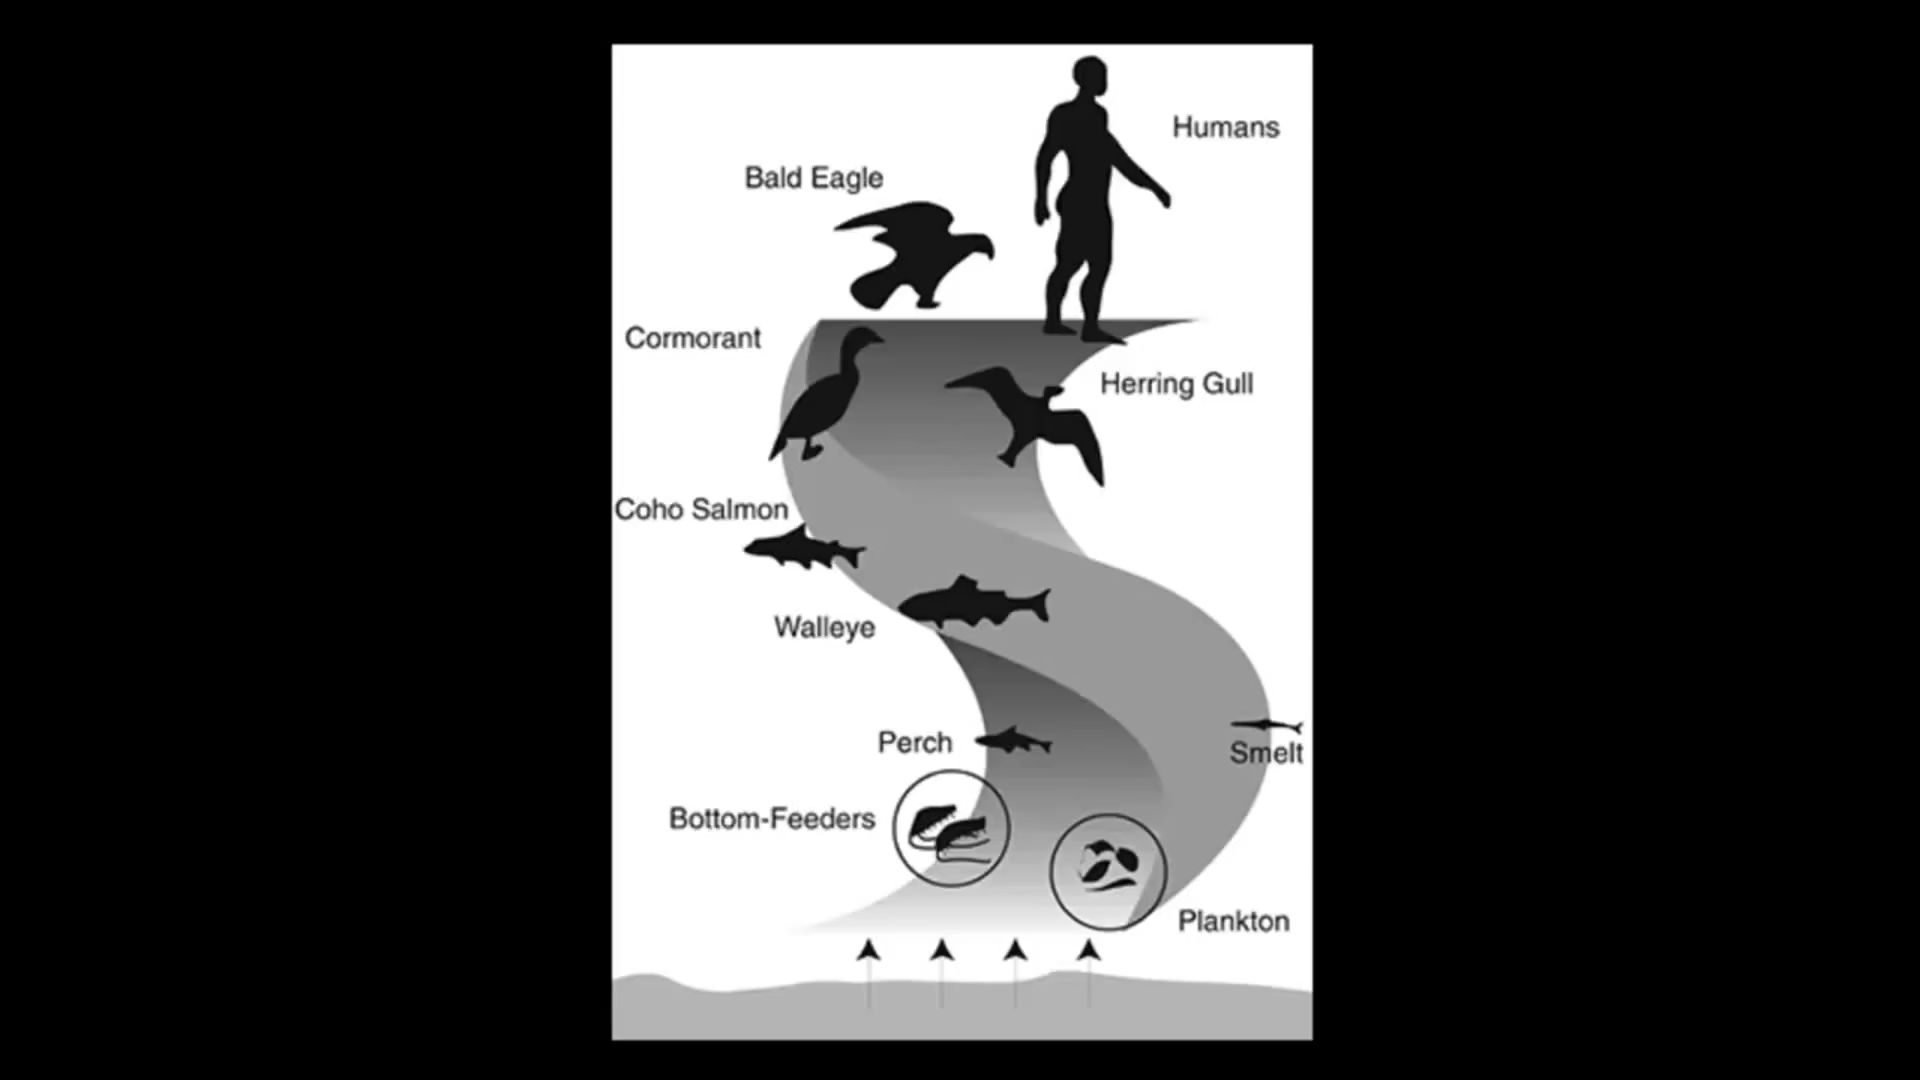 Humans
Bald Eagle
Cormorant
Herring Gull
Coho Salmon
Walleye
Perch
Smelt
Bottom-Feeders
Plankton